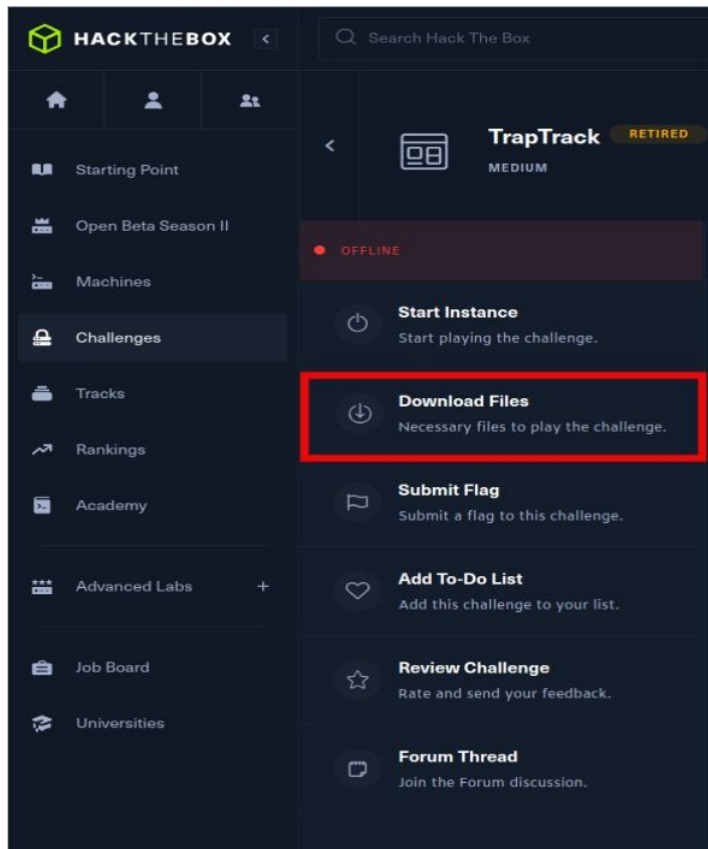 HACKTHEBOX
Search Hack The Box
Starting Point
Open Beta Season II
Machines
Challenges
Tracks
Rankings
Academy
Advanced Labs +
Job Board
Universities
TrapTrack RETIRED
MEDIUM
OFFLINE
Start Instance
Start playing the challenge.
Download Files
Necessary files to play the challenge.
Submit Flag
Submit a flag to this challenge.
Add To-Do List
Add this challenge to your list.
Review Challenge
Rate and send your feedback.
Forum Thread
Join the Forum discussion.